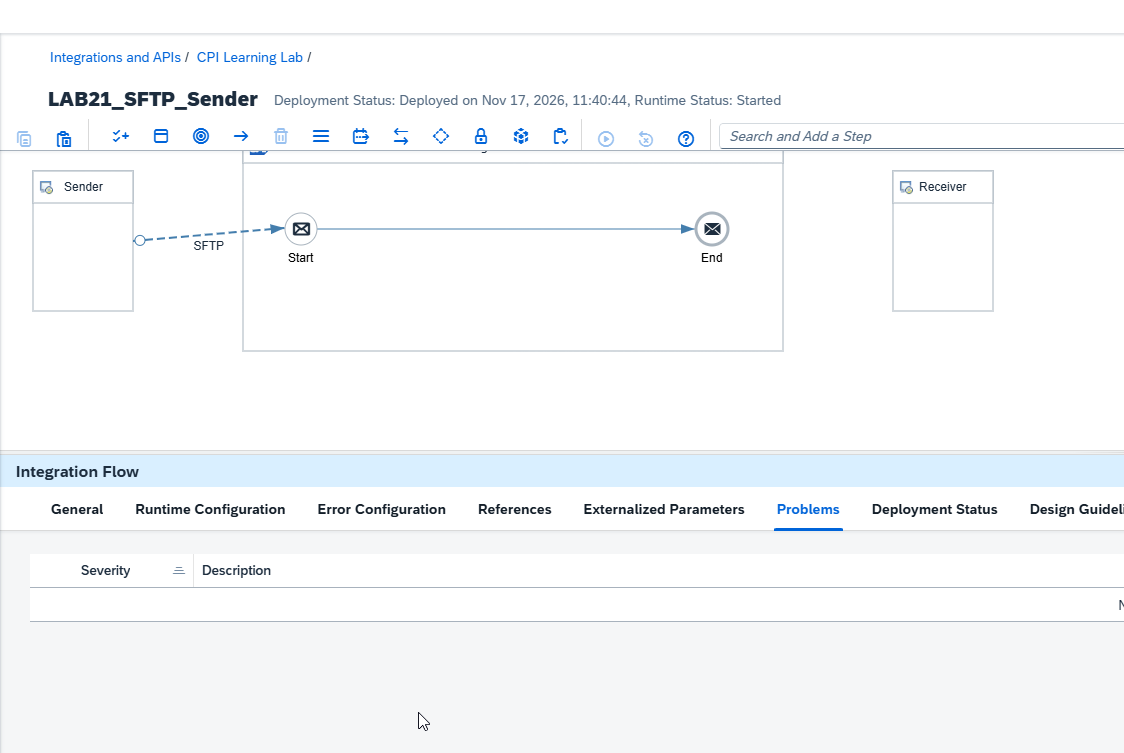 Integrations and APIs / CPI Learning Lab /
LAB21_SFTP_Sender Deployment Status: Deployed on Nov 17, 2026, 11:40:44, Runtime Status: Started
Search and Add a Step
Sender
Receiver
SFTP
Start
End
Integration Flow
General Runtime Configuration Error Configuration References Externalized Parameters Problems Deployment Status Design
Severity Description